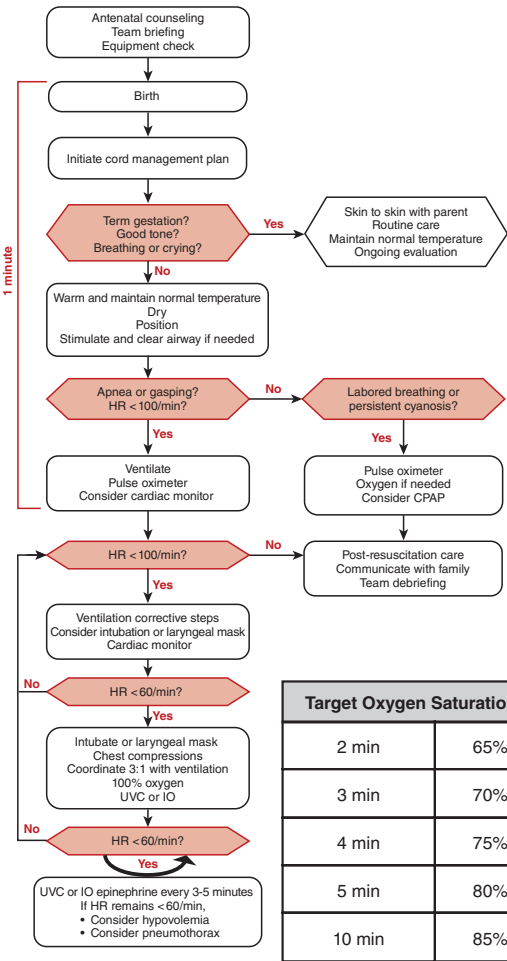 Antenatal counseling
Team briefing
Equipment check
Birth
Initiate cord management plan
1 minute
Term gestation?
Good tone?
Breathing or crying?
Yes
Skin to skin with parent
Routine care
Maintain normal temperature
Ongoing evaluation
No
Warm and maintain normal temperature
Dry
Position
Stimulate and clear airway if needed
Apnea or gasping?
HR <100/min?
No
Labored breathing or
persistent cyanosis?
Yes
Yes
Ventilate
Pulse oximeter
Consider cardiac monitor
Pulse oximeter
Oxygen if needed
Consider CPAP
HR <100/min?
No
Post-resuscitation care
Communicate with family
Team debriefing
Yes
Ventilation corrective steps
Consider intubation or laryngeal mask
Cardiac monitor
No
HR <60/min?
Yes
Intubate or laryngeal mask
Chest compressions
Coordinate 3:1 with ventilation
100% oxygen
UVC or IO
No
HR <60/min?
Yes
UVC or IO epinephrine every 3-5 minutes
If HR remains <60/min,
• Consider hypovolemia
• Consider pneumothorax
Target Oxygen Saturatio
2 min 65%
3 min 70%
4 min 75%
5 min 80%
10 min 85%